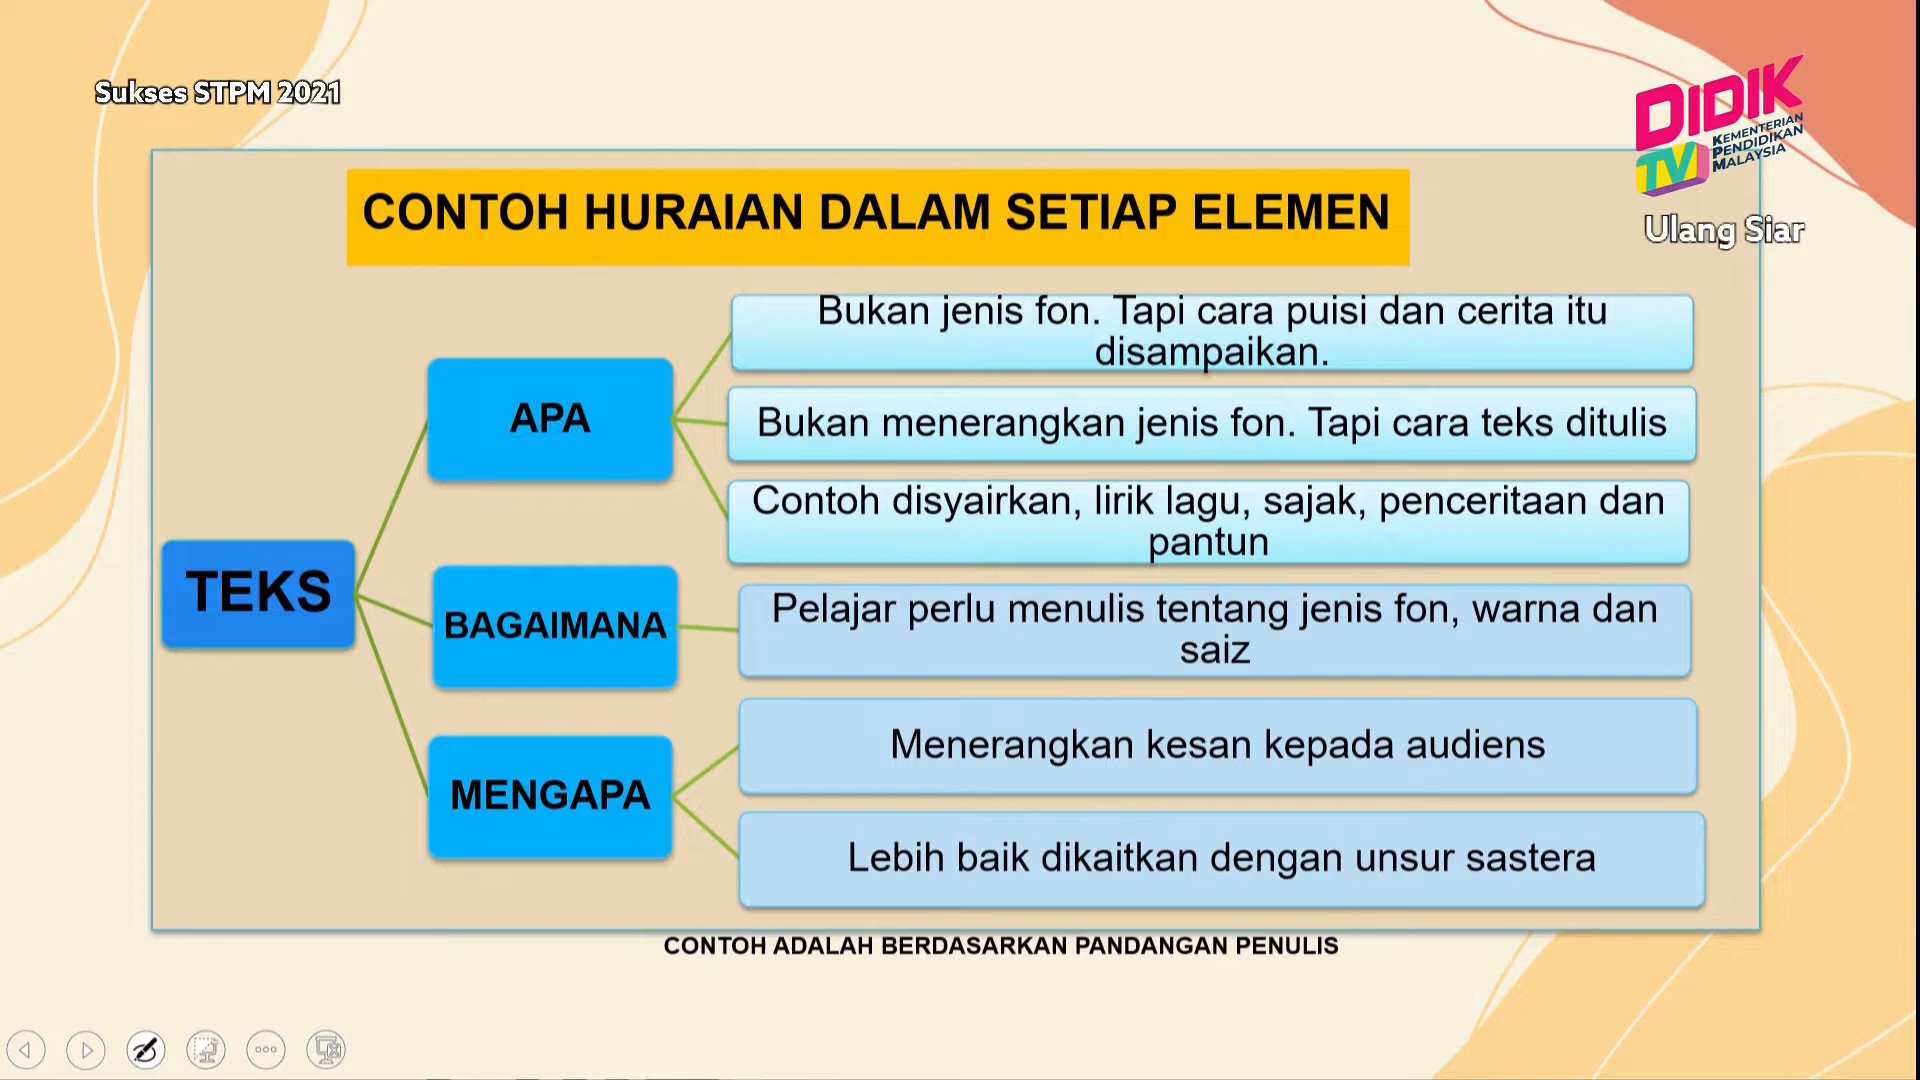 Sukses STPM 2021
DIDIK
TV
KEMENTERIAN
PENDIDIKAN
MALAYSIA
Ulang Siar
CONTOH HURAIAN DALAM SETIAP ELEMEN
TEKS
APA
Bukan jenis fon. Tapi cara puisi dan cerita itu
disampaikan.
Bukan menerangkan jenis fon. Tapi cara teks ditulis
Contoh disyairkan, lirik lagu, sajak, penceritaan dan
pantun
BAGAIMANA
Pelajar perlu menulis tentang jenis fon, warna dan
saiz
MENGAPA
Menerangkan kesan kepada audiens
Lebih baik dikaitkan dengan unsur sastera
CONTOH ADALAH BERDASARKAN PANDANGAN PENULIS